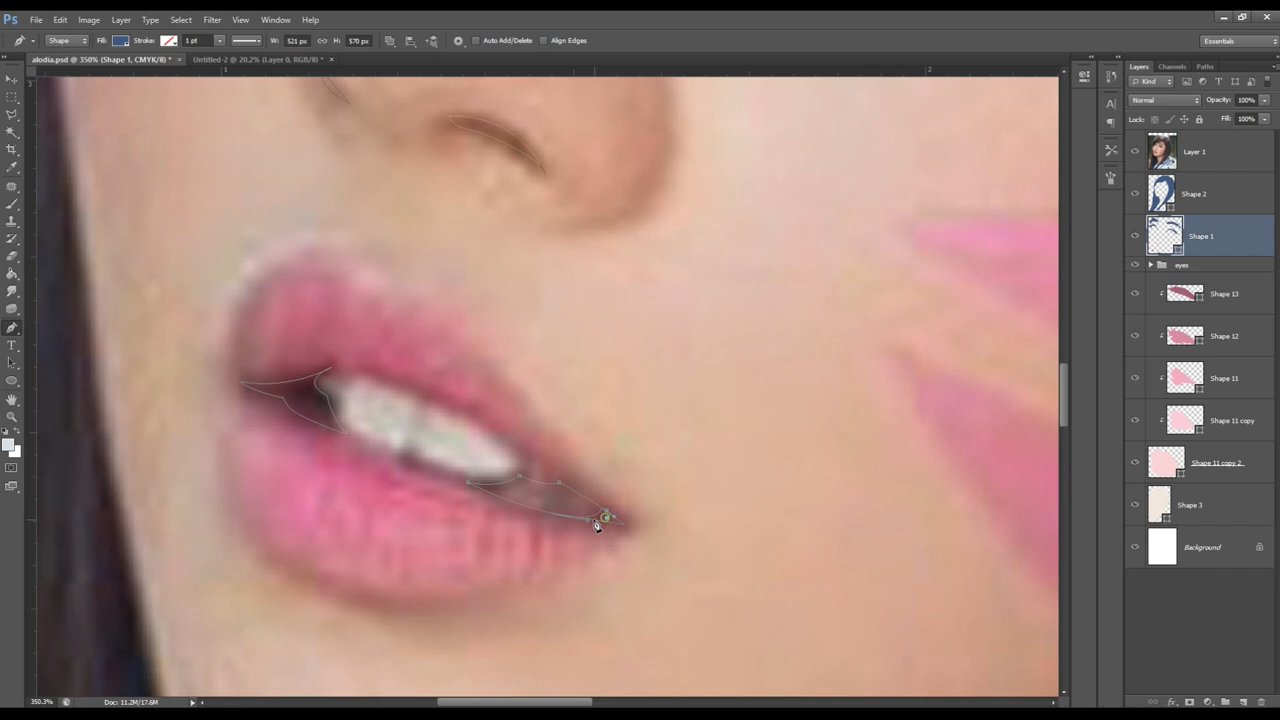 Ps File Edit Image Layer Type Select Filter View Window Help
Shape Fill: Stroke: 1 pt W: 521 px H: 570 px Auto Add/Delete Align Edges Essentials
alodia.psd @ 350% (Shape 1, CMYK/8) * × Untitled-2 @ 20.2% (Layer 0, RGB/8) * ×
1 2
3
Layers Channels Paths
Kind
Normal Opacity: 100%
Lock: Fill: 100%
Layer 1
Shape 2
Shape 1
eyes
Shape 13
Shape 12
Shape 11
Shape 11 copy
Shape 11 copy 2
Shape 3
Background
350.3% Doc: 11.2M/17.6M